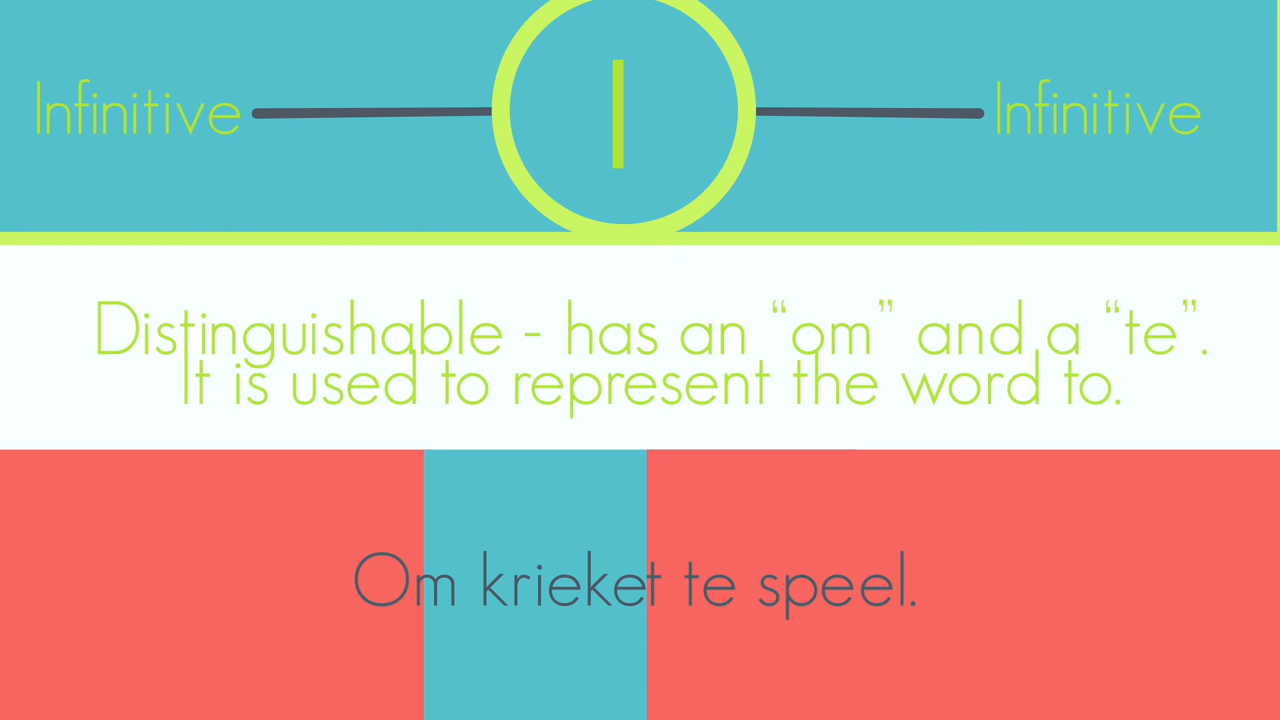 Infinitive I Infinitive
Distinguishable - has an “om” and a “te”.
It is used to represent the word to.
Om krieket te speel.